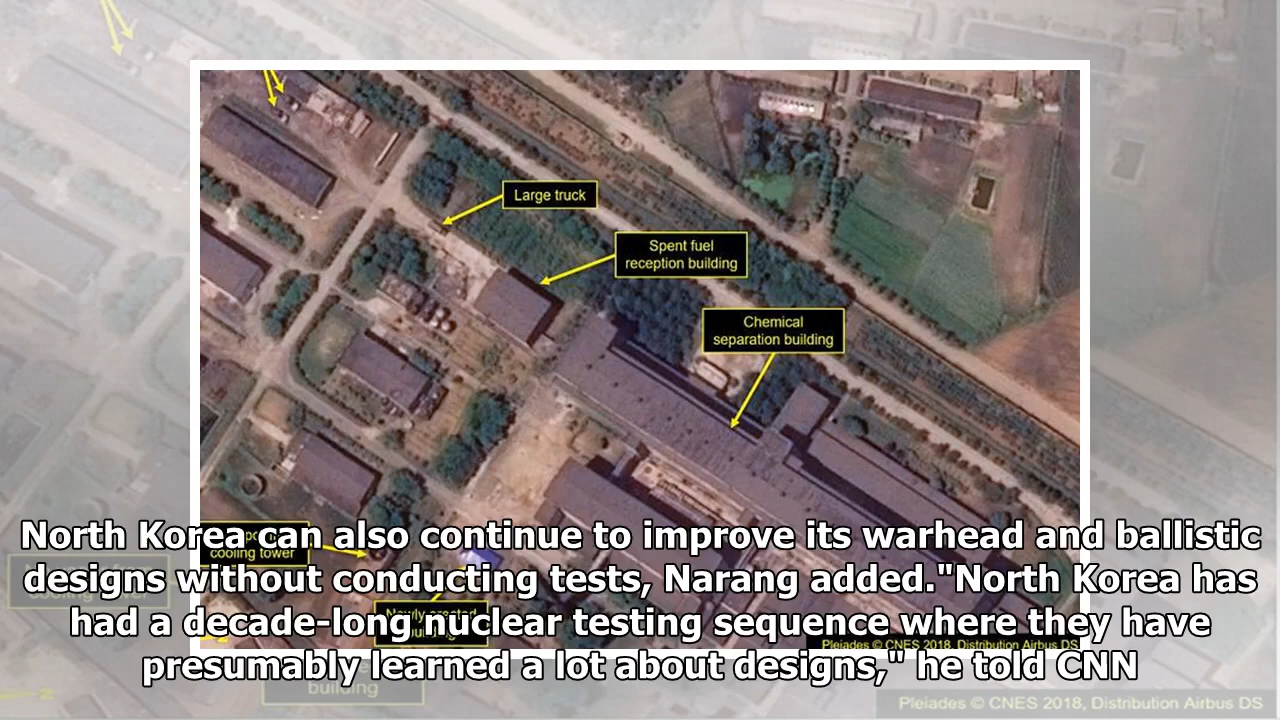 Large truck
Spent fuel
reception building
Chemical
separation building
cooling tower
Newly erected
building
North Korea can also continue to improve its warhead and ballistic
designs without conducting tests, Narang added."North Korea has
had a decade-long nuclear testing sequence where they have
presumably learned a lot about designs," he told CNN
Pleiades © CNES 2018, Distribution Airbus DS
building
Pleiades © CNES 2018, Distribution Airbus DS